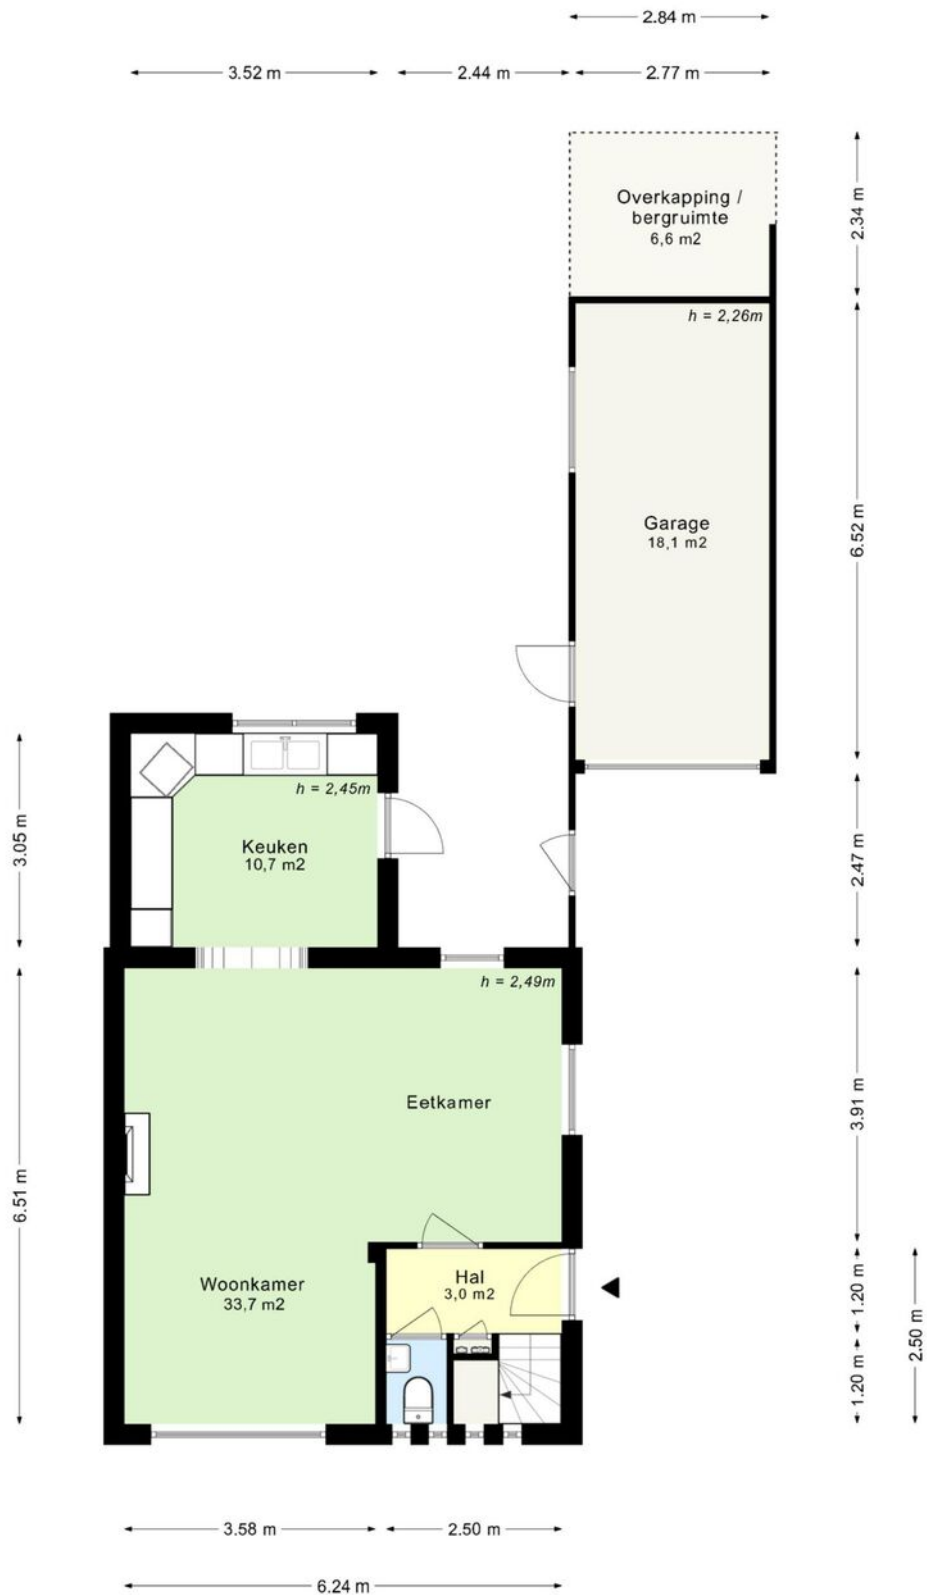 2.84 m
3.52 m
2.44 m
2.77 m
2.34 m
Overkapping /
bergruimte
6,6 m2
h = 2,26m
6.52 m
Garage
18,1 m2
h = 2,45m
3.05 m
Keuken
10,7 m2
2.47 m
h = 2,49m
Eetkamer
3.91 m
6.51 m
Woonkamer
33,7 m2
Hal
3,0 m2
1.20 m
2.50 m
1.20 m
3.58 m
2.50 m
6.24 m